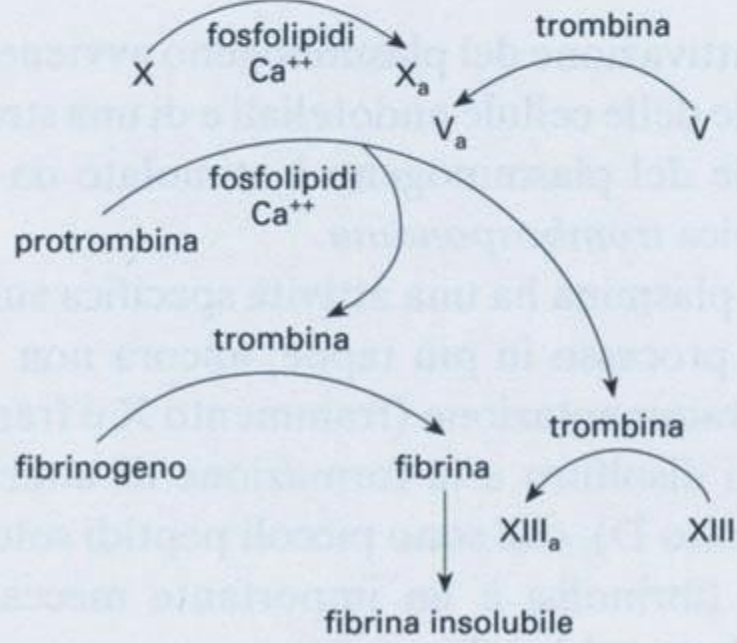 trombina
fosfolipidi
Ca++
X
Xa
Va
V
fosfolipidi
Ca++
protrombina
trombina
trombina
fibrinogeno
fibrina
XIIIa
XIII
fibrina insolubile